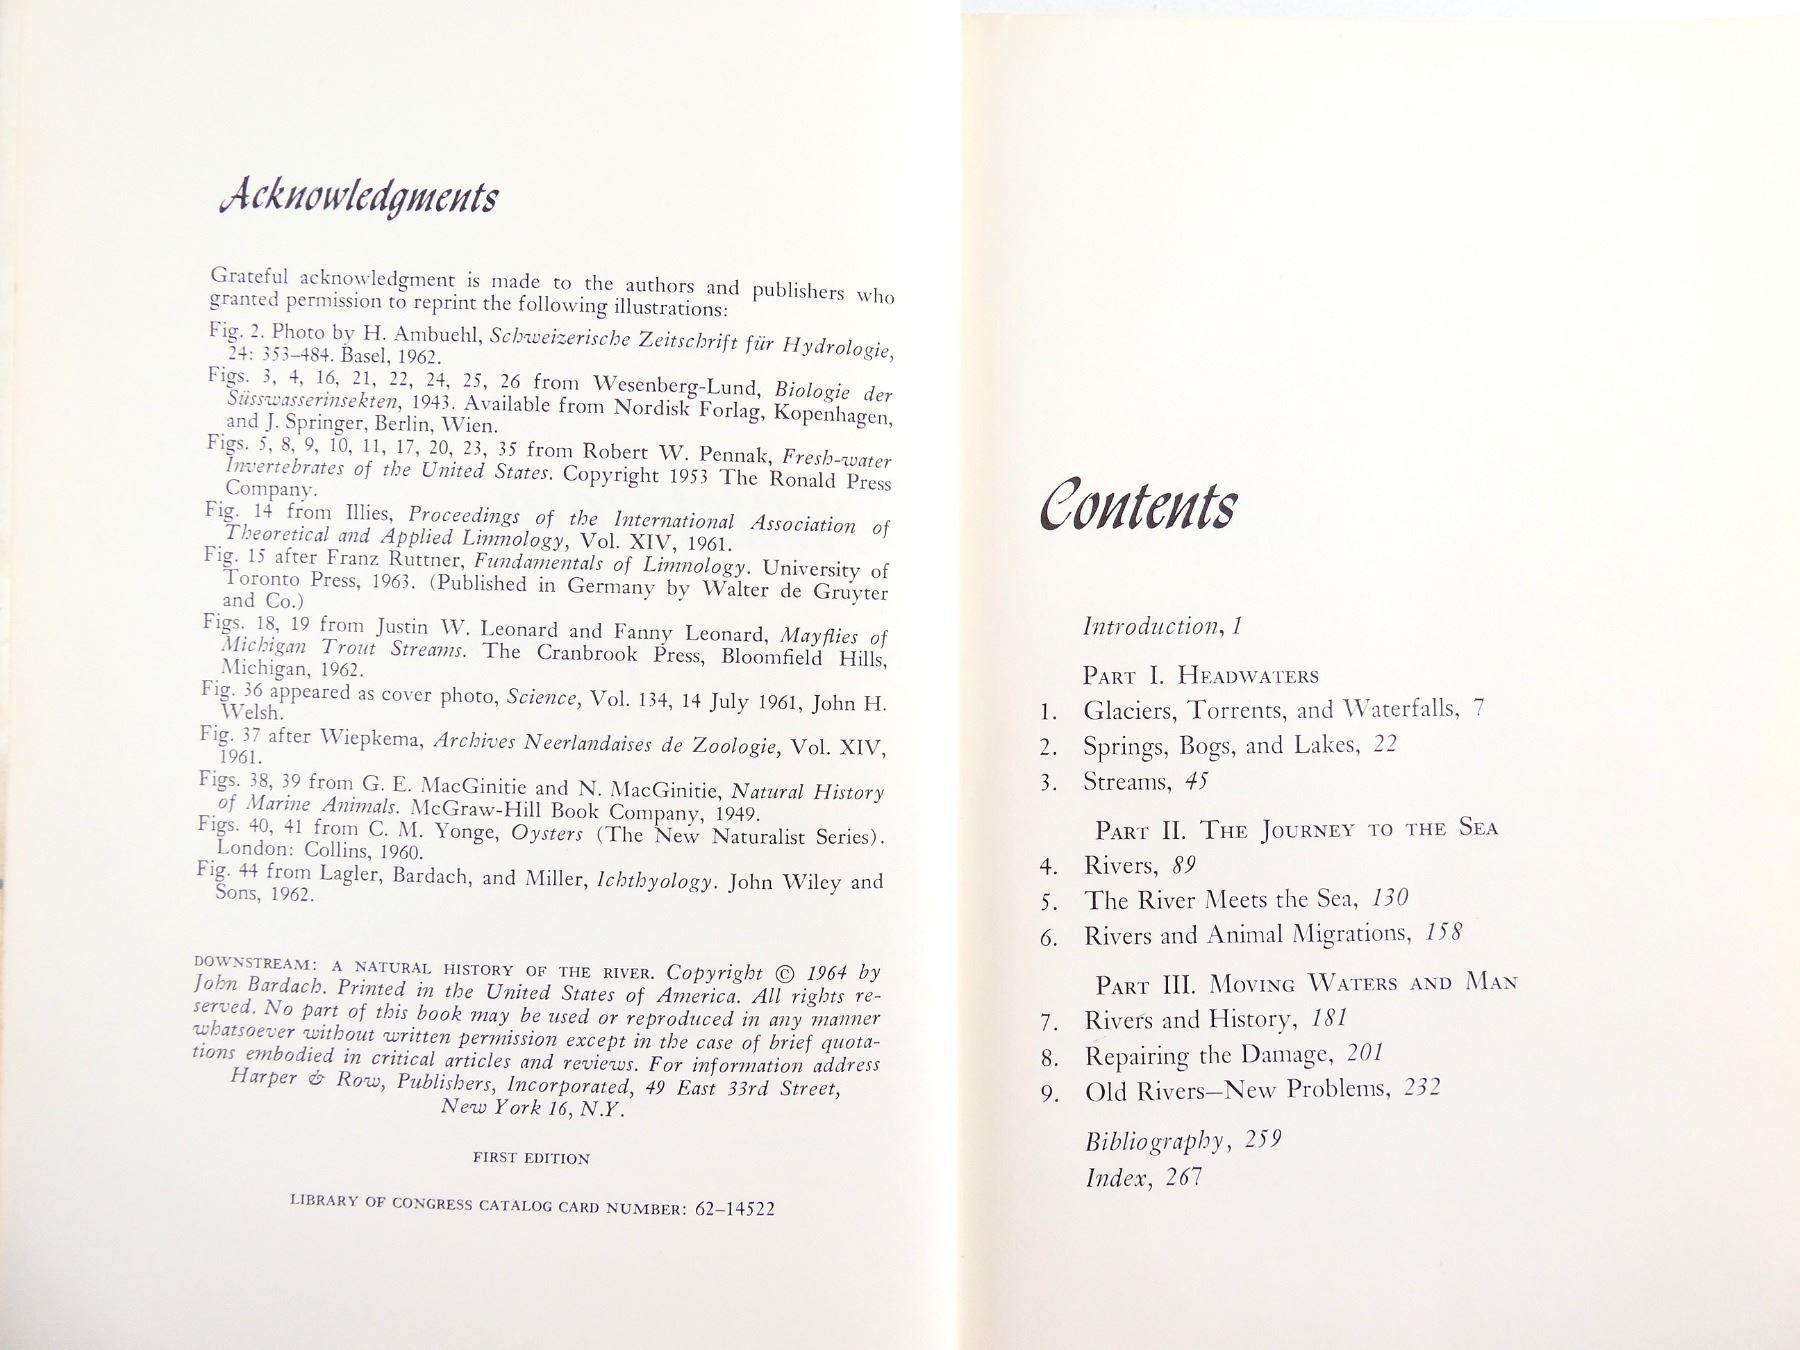 Acknowledgments
Grateful acknowledgment is made to the authors and publishers who
granted permission to reprint the following illustrations:
Fig. 2. Photo by H. Ambuehl, Schweizerische Zeitschrift für Hydrologie,
24: 353–484. Basel, 1962.
Figs. 3, 4, 16, 21, 22, 24, 25, 26 from Wesenberg-Lund, Biologie der
Süsswasserinsekten, 1943. Available from Nordisk Forlag, Kopenhagen,
and J. Springer, Berlin, Wien.
Figs. 5, 8, 9, 10, 11, 17, 20, 23, 35 from Robert W. Pennak, Fresh-water
Invertebrates of the United States. Copyright 1953 The Ronald Press
Company.
Fig. 14 from Illies, Proceedings of the International Association of
Theoretical and Applied Limnology, Vol. XIV, 1961.
Fig. 15 after Franz Ruttner, Fundamentals of Limnology. University of
Toronto Press, 1963. (Published in Germany by Walter de Gruyter
and Co.)
Figs. 18, 19 from Justin W. Leonard and Fanny Leonard, Mayflies of
Michigan Trout Streams. The Cranbrook Press, Bloomfield Hills,
Michigan, 1962.
Fig. 36 appeared as cover photo, Science, Vol. 134, 14 July 1961, John H.
Welsh.
Fig. 37 after Wiepkema, Archives Neerlandaises de Zoologie, Vol. XIV,
1961.
Figs. 38, 39 from G. E. MacGinitie and N. MacGinitie, Natural History
of Marine Animals. McGraw-Hill Book Company, 1949.
Figs. 40, 41 from C. M. Yonge, Oysters (The New Naturalist Series).
London: Collins, 1960.
Fig. 44 from Lagler, Bardach, and Miller, Ichthyology. John Wiley and
Sons, 1962.
DOWNSTREAM: A NATURAL HISTORY OF THE RIVER. Copyright © 1964 by
John Bardach. Printed in the United States of America. All rights re-
served. No part of this book may be used or reproduced in any manner
whatsoever without written permission except in the case of brief quota-
tions embodied in critical articles and reviews. For information address
Harper & Row, Publishers, Incorporated, 49 East 33rd Street,
New York 16, N.Y.
FIRST EDITION
LIBRARY OF CONGRESS CATALOG CARD NUMBER: 62–14522
Contents
Introduction, 1
PART I. HEADWATERS
1. Glaciers, Torrents, and Waterfalls, 7
2. Springs, Bogs, and Lakes, 22
3. Streams, 45
PART II. THE JOURNEY TO THE SEA
4. Rivers, 89
5. The River Meets the Sea, 130
6. Rivers and Animal Migrations, 158
PART III. MOVING WATERS AND MAN
7. Rivers and History, 181
8. Repairing the Damage, 201
9. Old Rivers—New Problems, 232
Bibliography, 259
Index, 267